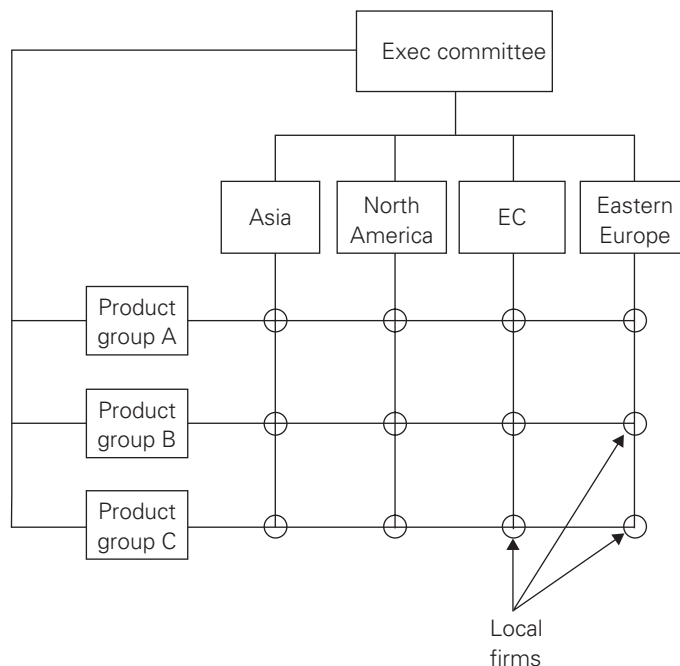 Exec committee
Asia
North
America
EC
Eastern
Europe
Product
group A
Product
group B
Product
group C
Local
firms